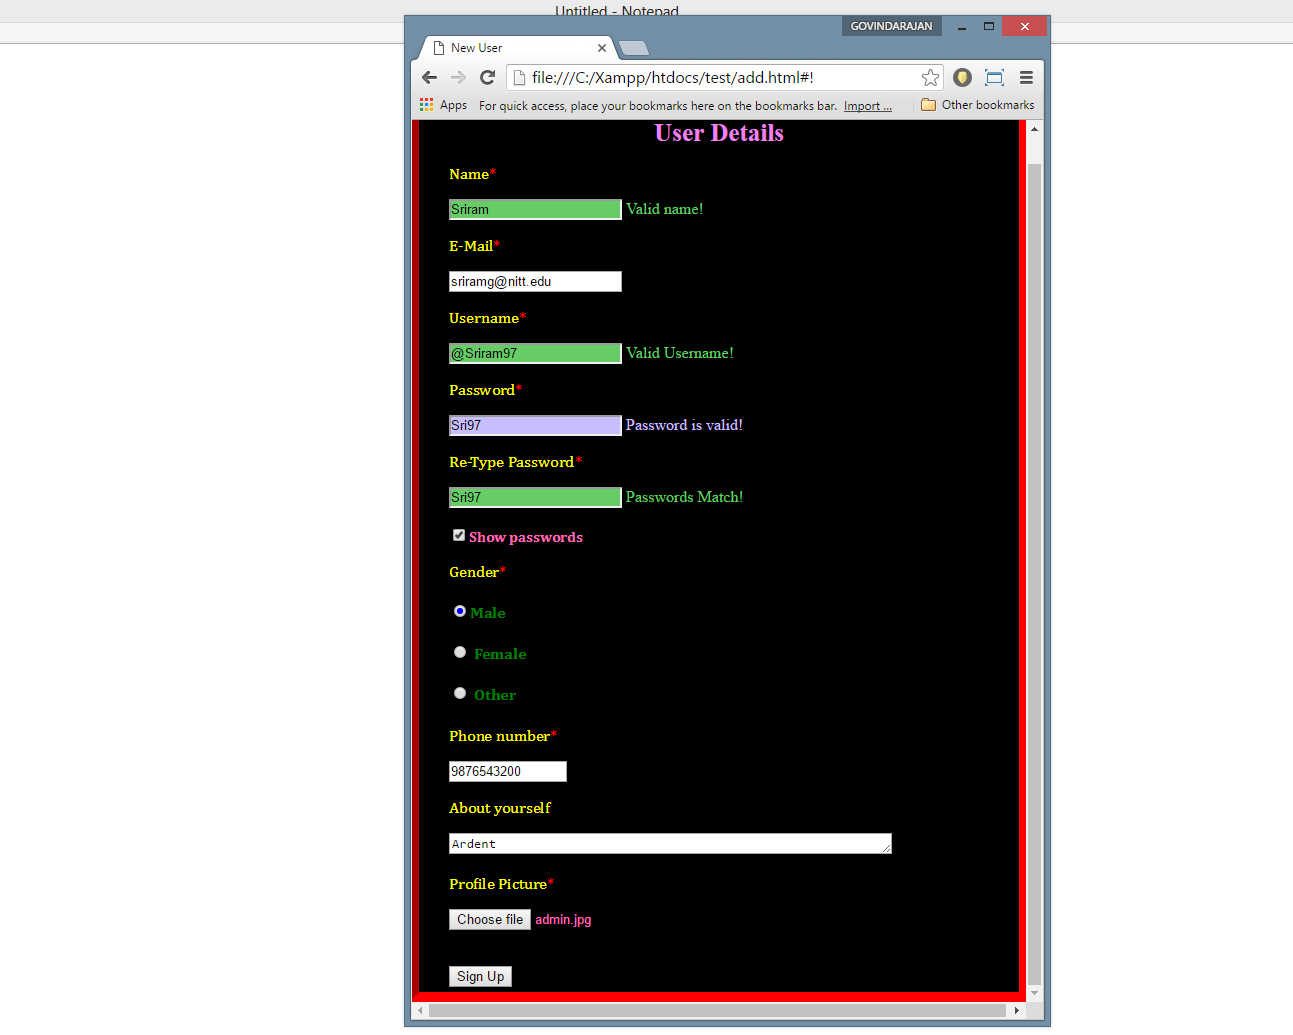 Untitled - Notepad
GOVINDARAJAN
New User
file:///C:/Xampp/htdocs/test/add.html#!
Apps For quick access, place your bookmarks here on the bookmarks bar. Import ... Other bookmarks
User Details
Name*
Sriram Valid name!
E-Mail*
sriramg@nitt.edu
Username*
@Sriram97 Valid Username!
Password*
Sri97 Password is valid!
Re-Type Password*
Sri97 Passwords Match!
Show passwords
Gender*
Male
Female
Other
Phone number*
9876543200
About yourself
Ardent
Profile Picture*
Choose file admin.jpg
Sign Up